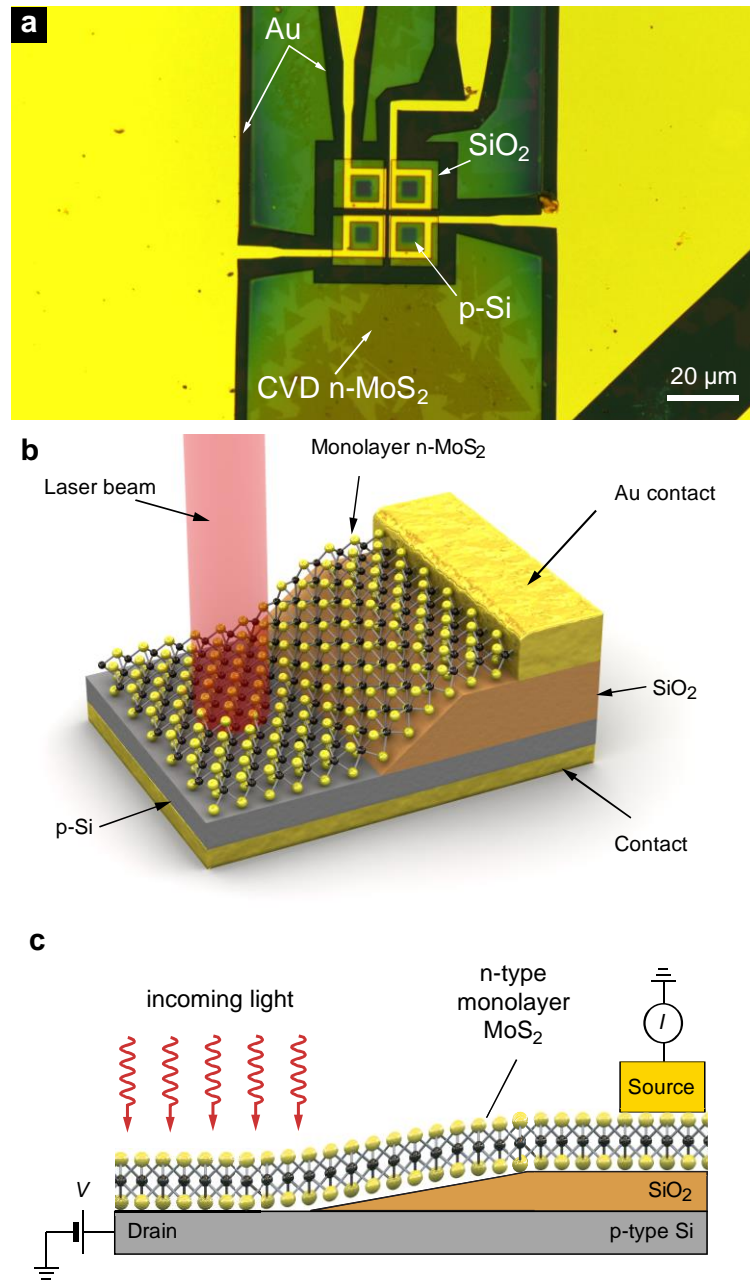 a
Au
SiO₂
p-Si
CVD n-MoS₂
20 µm
b
Monolayer n-MoS₂
Laser beam
Au contact
SiO₂
p-Si
Contact
c
incoming light
n-type
monolayer
MoS₂
I
Source
V
SiO₂
Drain
p-type Si